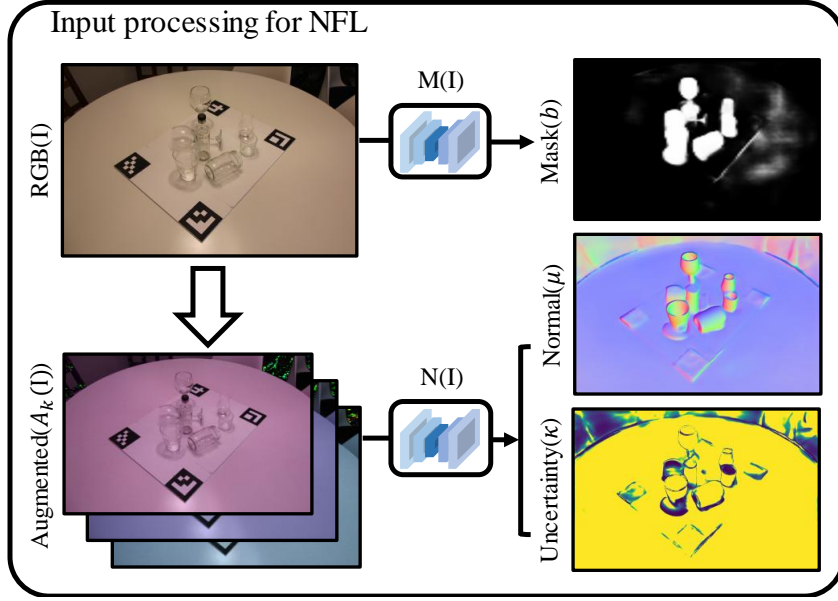 Input processing for NFL
RGB(I)
M(I)
Mask(b)
Normal(μ)
Augmented(A_k(I))
N(I)
Uncertainty(κ)